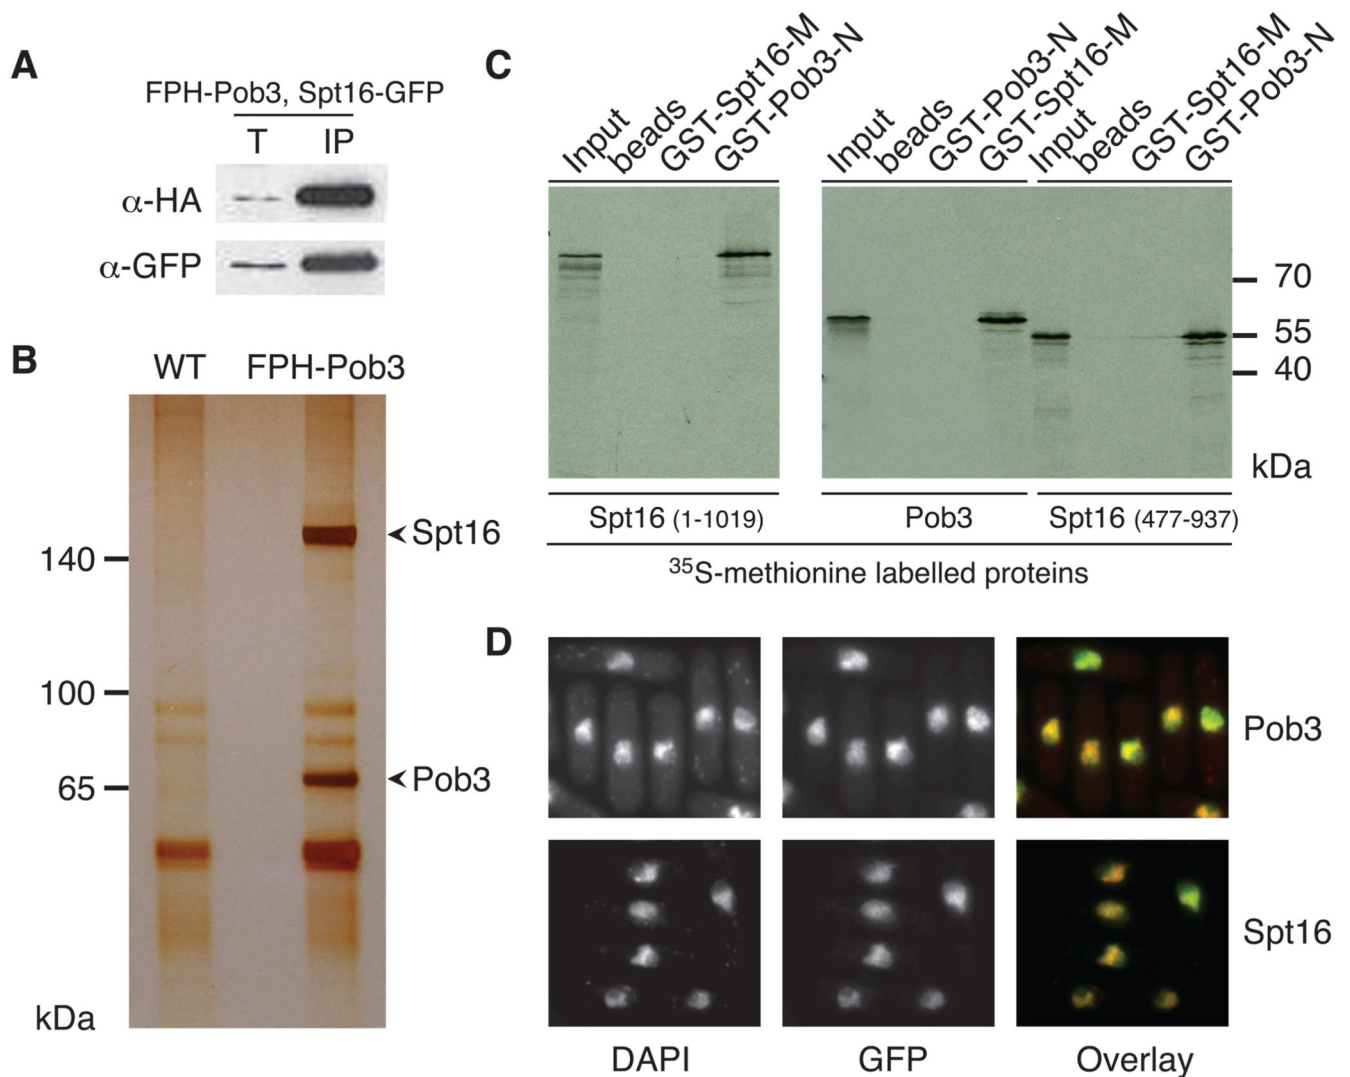 A
FPH-Pob3, Spt16-GFP
T IP
α-HA
α-GFP
B
WT FPH-Pob3
Spt16
140
100
Pob3
65
kDa
C
Input
beads
GST-Spt16-M
GST-Pob3-N
Input
beads
GST-Pob3-N
GST-Spt16-M
Input
beads
GST-Spt16-M
GST-Pob3-N
70
55
40
kDa
Spt16 (1-1019) Pob3 Spt16 (477-937)
35S-methionine labelled proteins
D
Pob3
Spt16
DAPI GFP Overlay